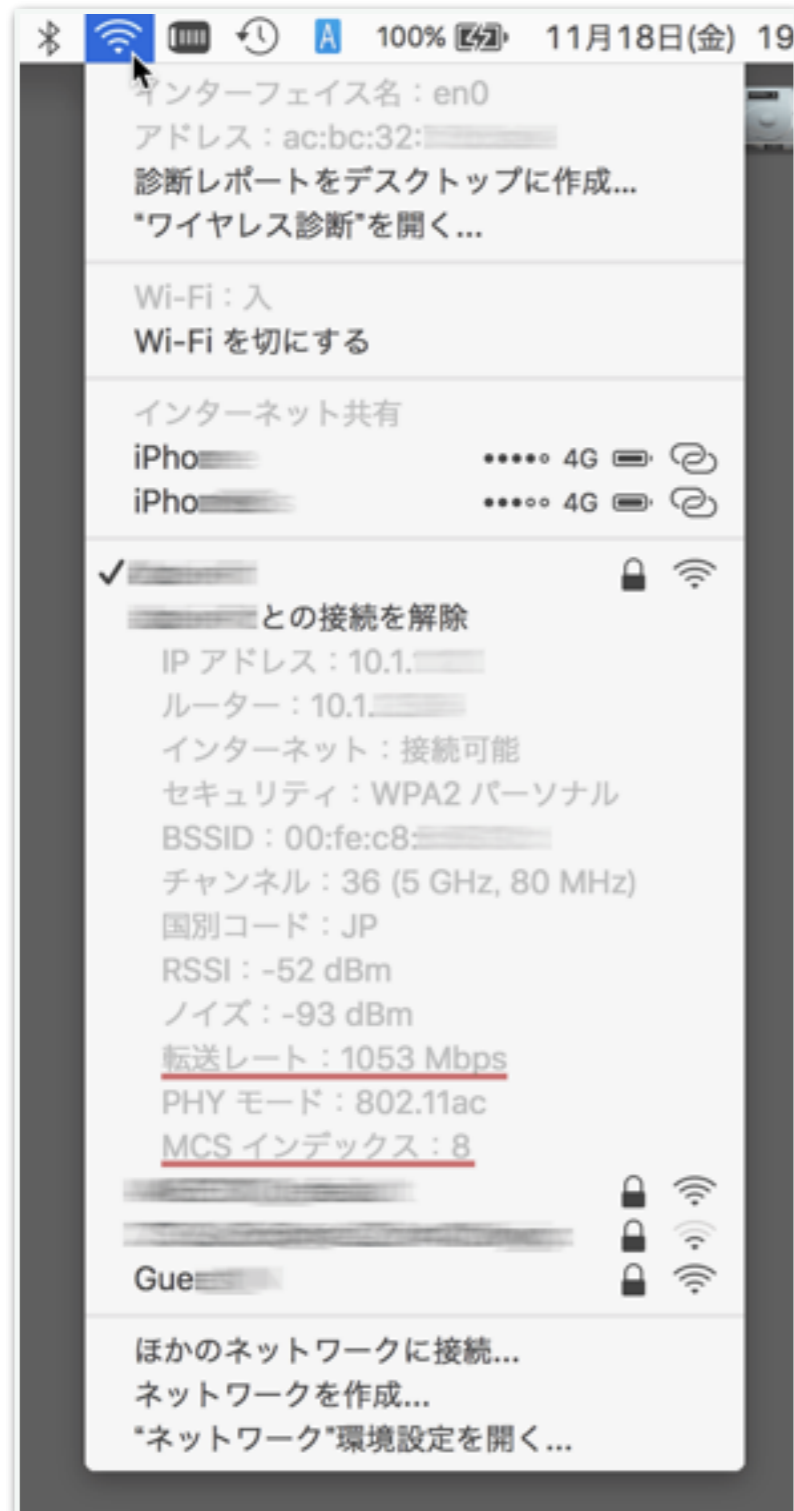 A 100% 11月18日(金) 19
インターフェイス名：en0
アドレス：ac:bc:32:
診断レポートをデスクトップに作成...
"ワイヤレス診断"を開く...
Wi-Fi：入
Wi-Fi を切にする
インターネット共有
iPho 4G
iPho 4G
との接続を解除
IP アドレス：10.1.
ルーター：10.1.
インターネット：接続可能
セキュリティ：WPA2 パーソナル
BSSID：00:fe:c8:
チャンネル：36 (5 GHz, 80 MHz)
国別コード：JP
RSSI：-52 dBm
ノイズ：-93 dBm
転送レート：1053 Mbps
PHY モード：802.11ac
MCS インデックス：8
Gue
ほかのネットワークに接続...
ネットワークを作成...
"ネットワーク"環境設定を開く...